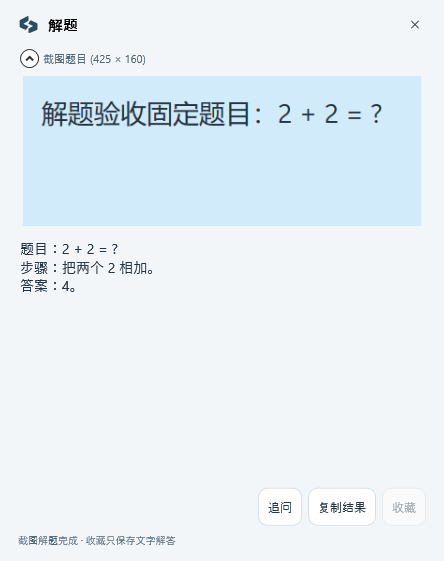 解题
截图题目 (425 × 160)
解题验收固定题目：2 + 2 = ?
题目：2 + 2 = ?
步骤：把两个 2 相加。
答案：4。
追问 复制结果 收藏
截图解题完成 · 收藏只保存文字解答